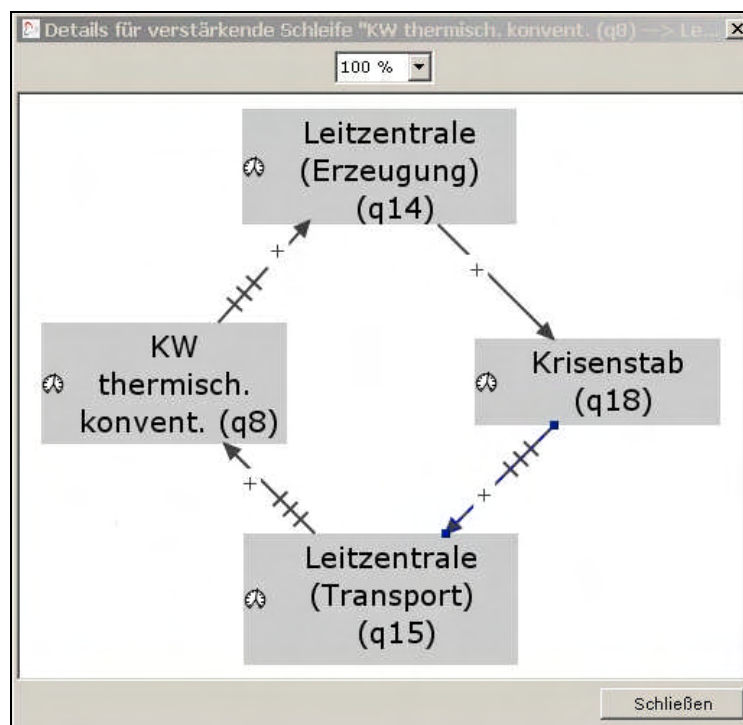 Details für verstärkende Schleife "KW thermisch. konvent. (q8) --> Le...
100 %
Leitzentrale
(Erzeugung)
(q14)
+
+
KW
thermisch.
konvent. (q8)
Krisenstab
(q18)
+
+
Leitzentrale
(Transport)
(q15)
Schließen